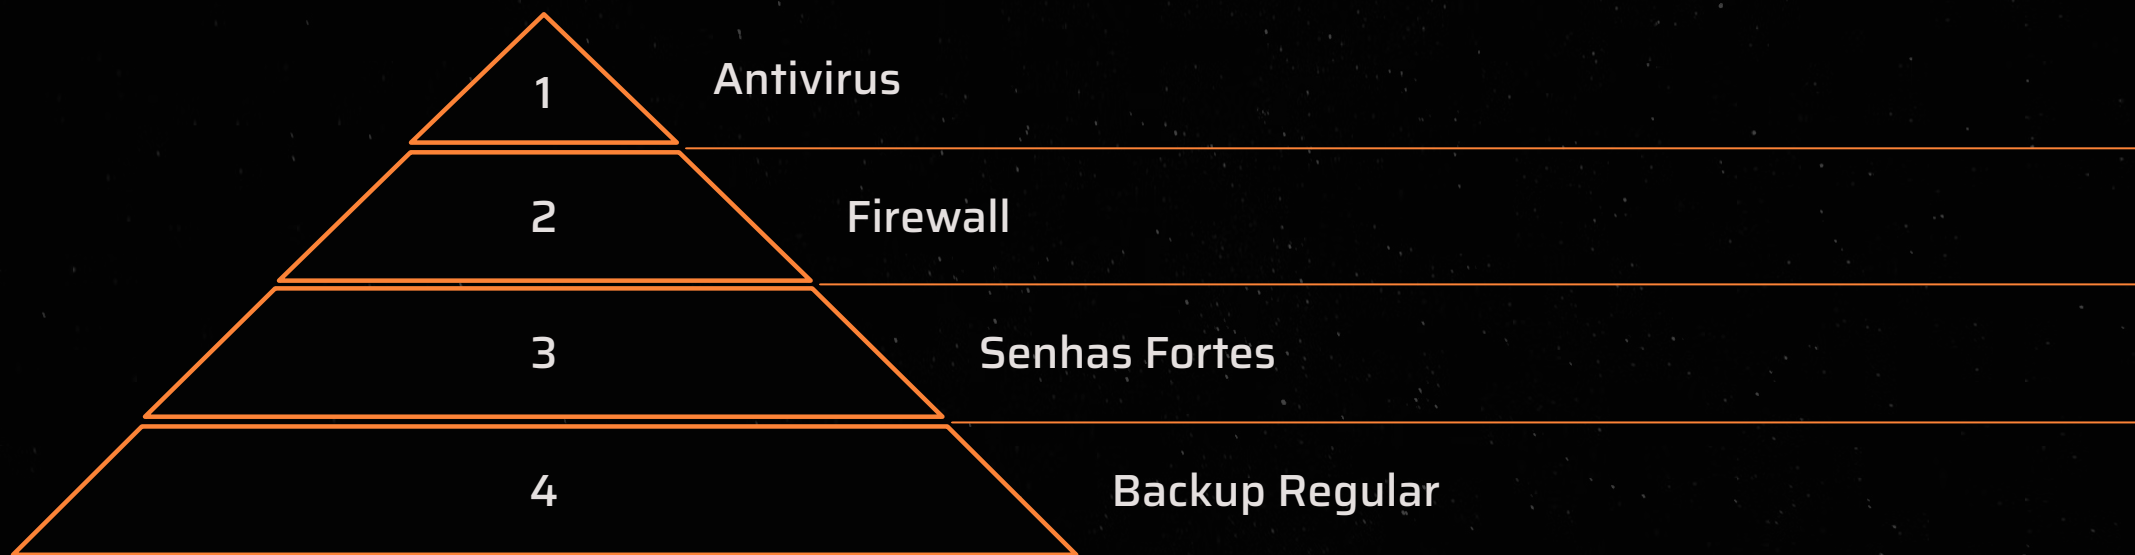 1
Antivirus
2
Firewall
3
Senhas Fortes
4
Backup Regular